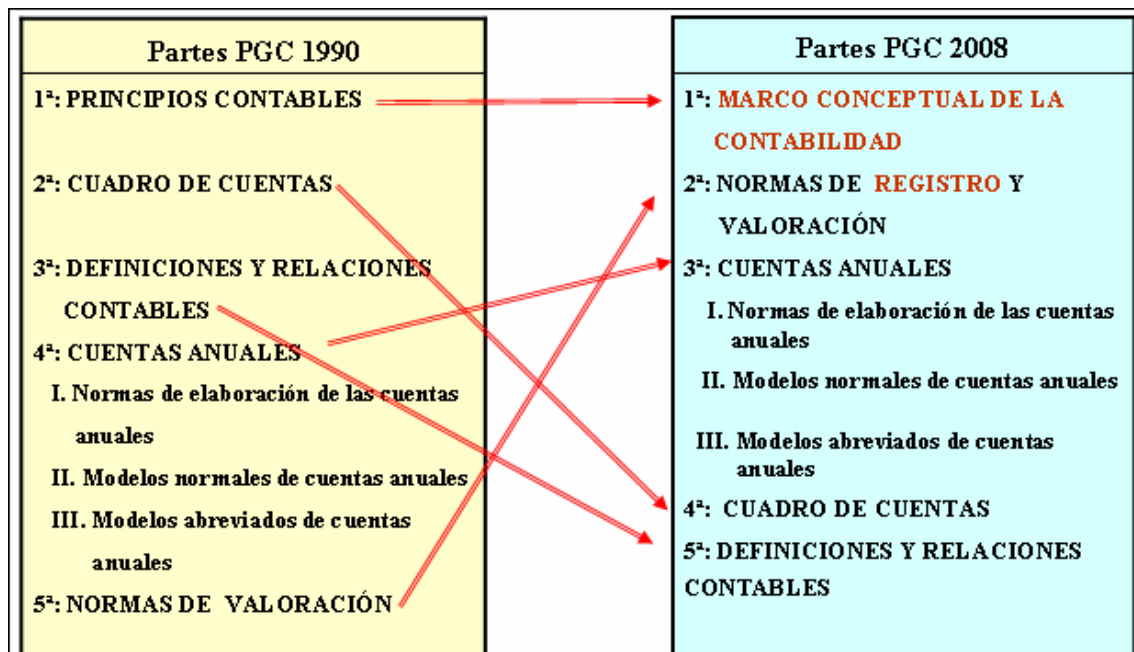 Partes PGC 1990
1ª: PRINCIPIOS CONTABLES
2ª: CUADRO DE CUENTAS
3ª: DEFINICIONES Y RELACIONES
CONTABLES
4ª: CUENTAS ANUALES
I. Normas de elaboración de las cuentas
anuales
II. Modelos normales de cuentas anuales
III. Modelos abreviados de cuentas
anuales
5ª: NORMAS DE VALORACIÓN
Partes PGC 2008
1ª: MARCO CONCEPTUAL DE LA
CONTABILIDAD
2ª: NORMAS DE REGISTRO Y
VALORACIÓN
3ª: CUENTAS ANUALES
I. Normas de elaboración de las cuentas
anuales
II. Modelos normales de cuentas anuales
III. Modelos abreviados de cuentas
anuales
4ª: CUADRO DE CUENTAS
5ª: DEFINICIONES Y RELACIONES
CONTABLES